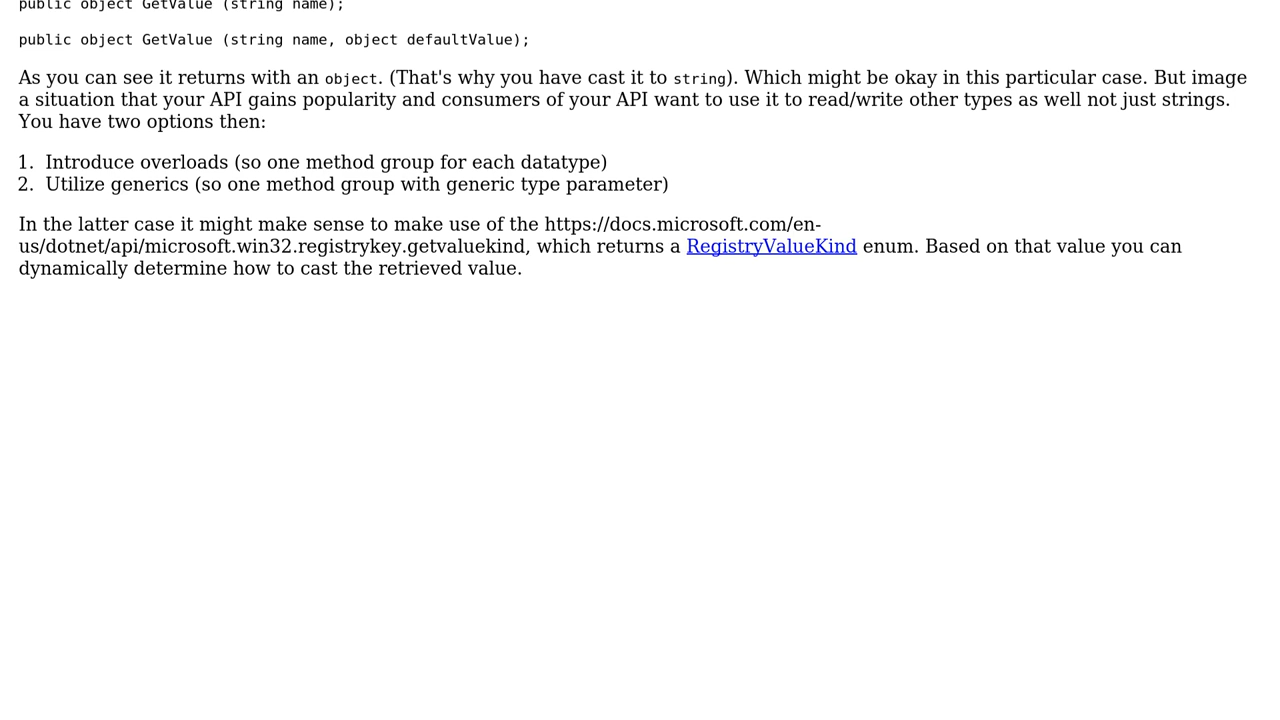 public object GetValue (string name);
public object GetValue (string name, object defaultValue);
As you can see it returns with an object. (That's why you have cast it to string). Which might be okay in this particular case. But image
a situation that your API gains popularity and consumers of your API want to use it to read/write other types as well not just strings.
You have two options then:
1. Introduce overloads (so one method group for each datatype)
2. Utilize generics (so one method group with generic type parameter)
In the latter case it might make sense to make use of the https://docs.microsoft.com/en-
us/dotnet/api/microsoft.win32.registrykey.getvaluekind, which returns a RegistryValueKind enum. Based on that value you can
dynamically determine how to cast the retrieved value.